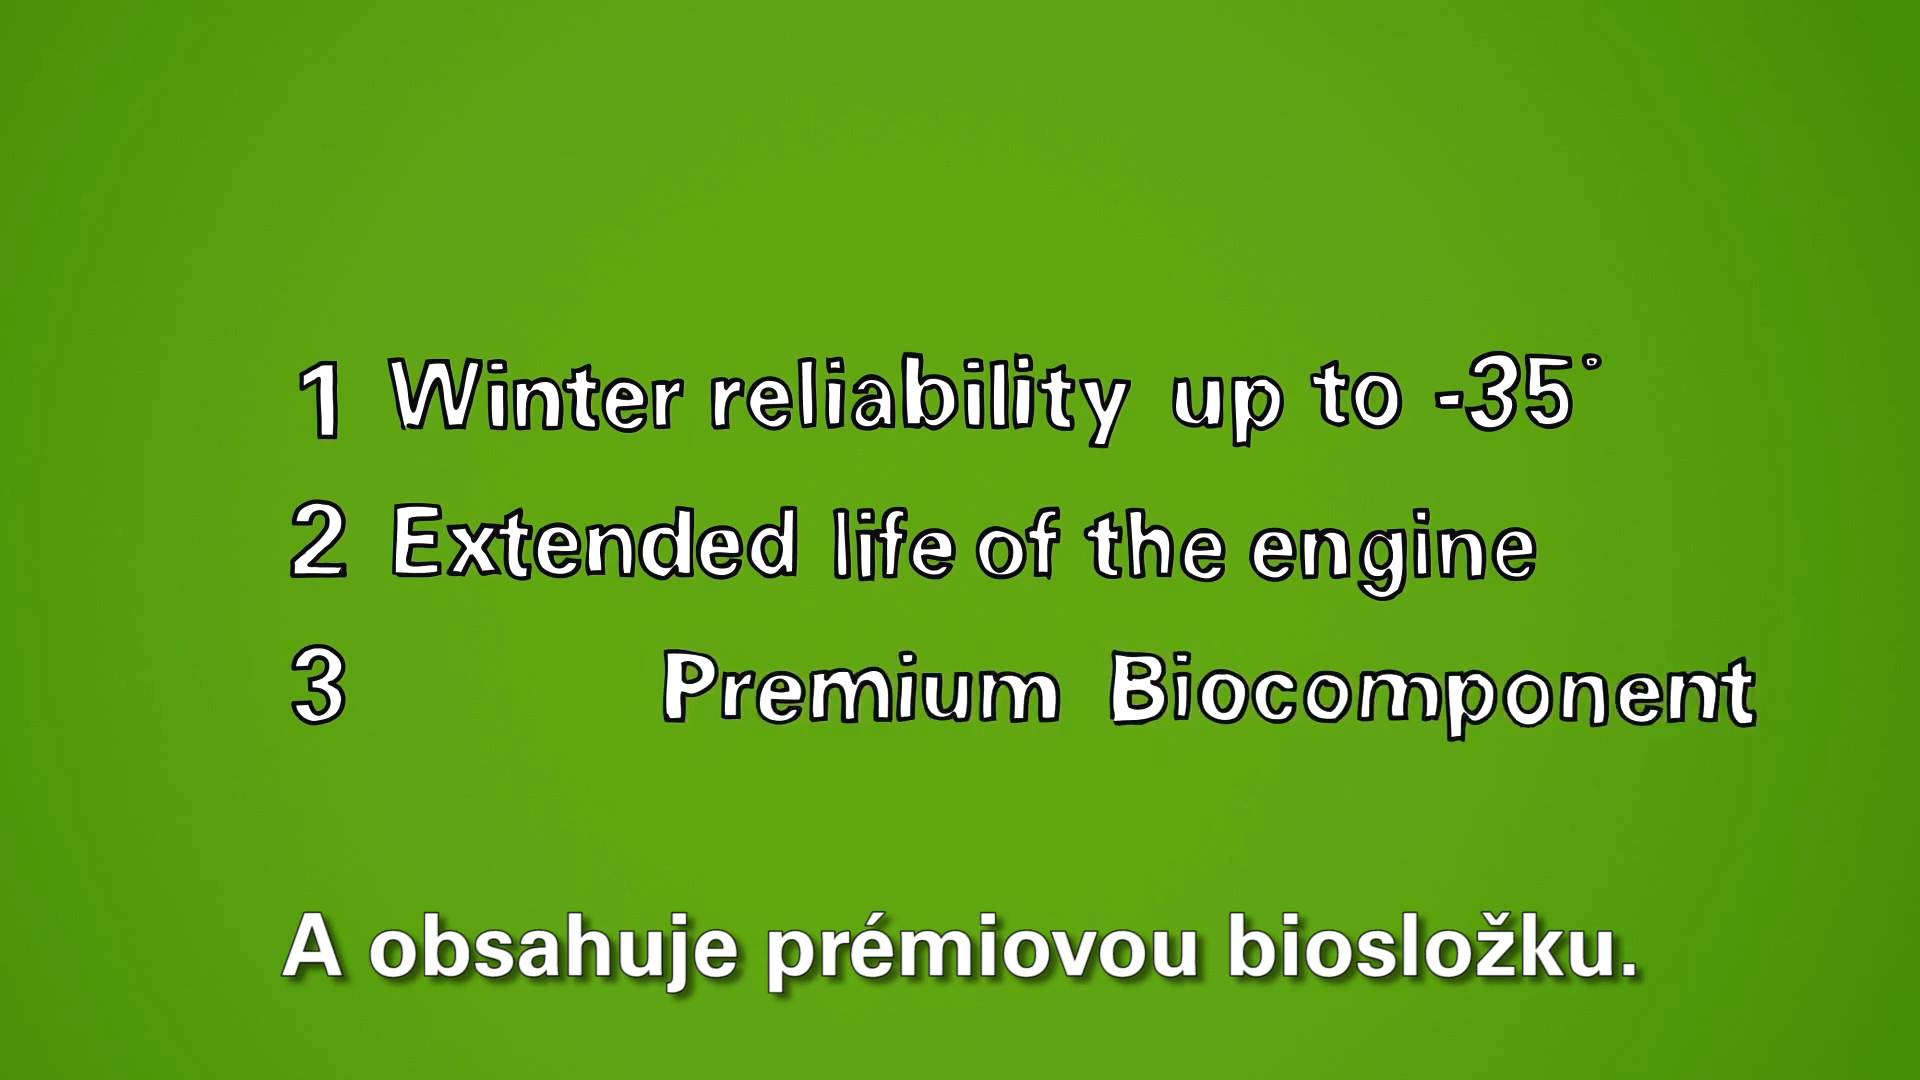 1 Winter reliability up to -35°
2 Extended life of the engine
3 Premium Biocomponent
A obsahuje prémiovou biosložku.